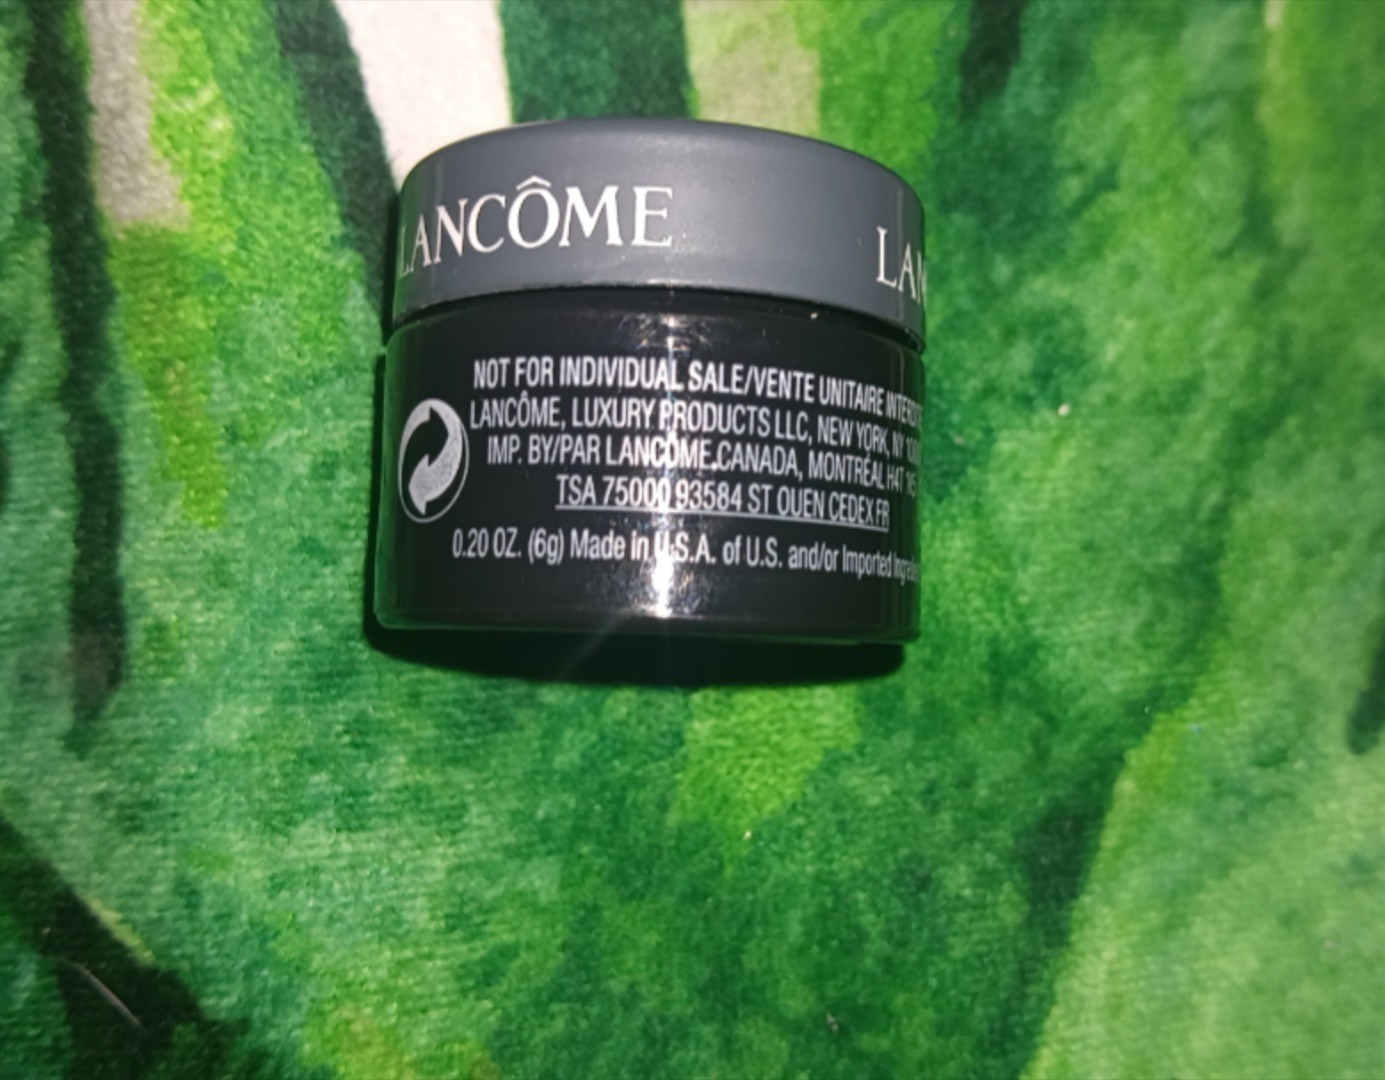 LANCÔME LAN
NOT FOR INDIVIDUAL SALE/VENTE UNITAIRE
LANCÔME, LUXURY PRODUCTS LLC, NEW YORK, NY
IMP. BY/PAR LANCÔME CANADA, MONTRÉAL H4T
TSA 75000 93584 ST OUEN CEDEX FR
0.20 OZ. (6g) Made in U.S.A. of U.S. and/or Imported